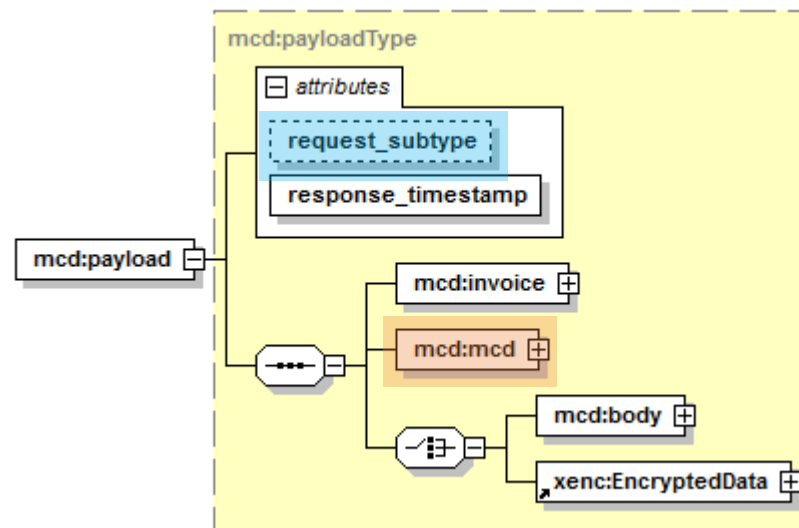 mcd:payloadType
attributes
request_subtype
response_timestamp
mcd:payload
mcd:invoice
mcd:mcd
mcd:body
xenc:EncryptedData